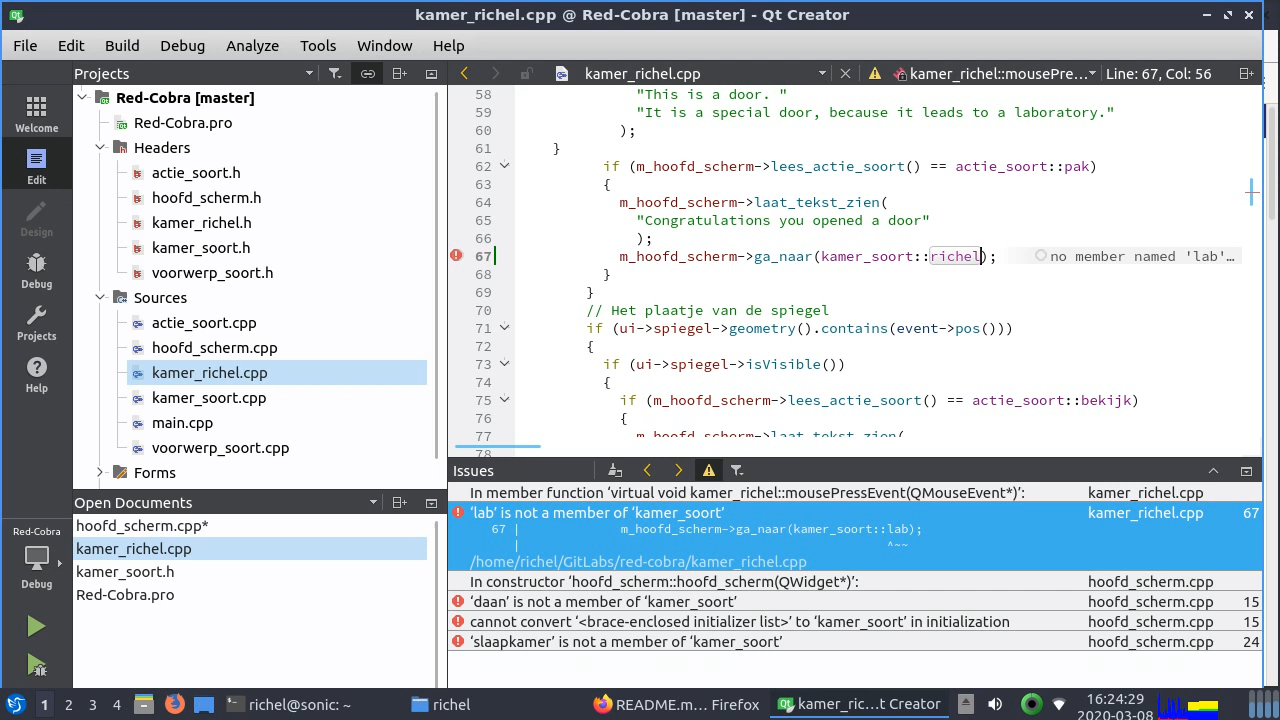 kamer_richel.cpp @ Red-Cobra [master] - Qt Creator
File Edit Build Debug Analyze Tools Window Help
Projects
kamer_richel.cpp
kamer_richel::mousePre...
Line: 67, Col: 56
Welcome
Edit
Design
Debug
Projects
Help
Red-Cobra
Debug
Red-Cobra [master]
Red-Cobra.pro
Headers
actie_soort.h
hoofd_scherm.h
kamer_richel.h
kamer_soort.h
voorwerp_soort.h
Sources
actie_soort.cpp
hoofd_scherm.cpp
kamer_richel.cpp
kamer_soort.cpp
main.cpp
voorwerp_soort.cpp
Forms
Open Documents
hoofd_scherm.cpp*
kamer_richel.cpp
kamer_soort.h
Red-Cobra.pro
58 "This is a door. "
59 "It is a special door, because it leads to a laboratory."
60 );
61 }
62 if (m_hoofd_scherm->lees_actie_soort() == actie_soort::pak)
63 {
64 m_hoofd_scherm->laat_tekst_zien(
65 "Congratulations you opened a door"
66 );
67 m_hoofd_scherm->ga_naar(kamer_soort::richel); no member named 'lab'…
68 }
69 }
70 // Het plaatje van de spiegel
71 if (ui->spiegel->geometry().contains(event->pos()))
72 {
73 if (ui->spiegel->isVisible())
74 {
75 if (m_hoofd_scherm->lees_actie_soort() == actie_soort::bekijk)
76 {
77 m_hoofd_scherm->laat_tekst_zien(
78
Issues
In member function ‘virtual void kamer_richel::mousePressEvent(QMouseEvent*)’: kamer_richel.cpp
‘lab’ is not a member of ‘kamer_soort’ kamer_richel.cpp 67
67 | m_hoofd_scherm->ga_naar(kamer_soort::lab);
| ^~~
/home/richel/GitLabs/red-cobra/kamer_richel.cpp
In constructor ‘hoofd_scherm::hoofd_scherm(QWidget*)’: hoofd_scherm.cpp
‘daan’ is not a member of ‘kamer_soort’ hoofd_scherm.cpp 15
cannot convert ‘<brace-enclosed initializer list>’ to ‘kamer_soort’ in initialization hoofd_scherm.cpp 15
‘slaapkamer’ is not a member of ‘kamer_soort’ hoofd_scherm.cpp 24
1 2 3 4 richel@sonic: ~ richel README.m… Firefox kamer_ric…t Creator
16:24:29
2020-03-08